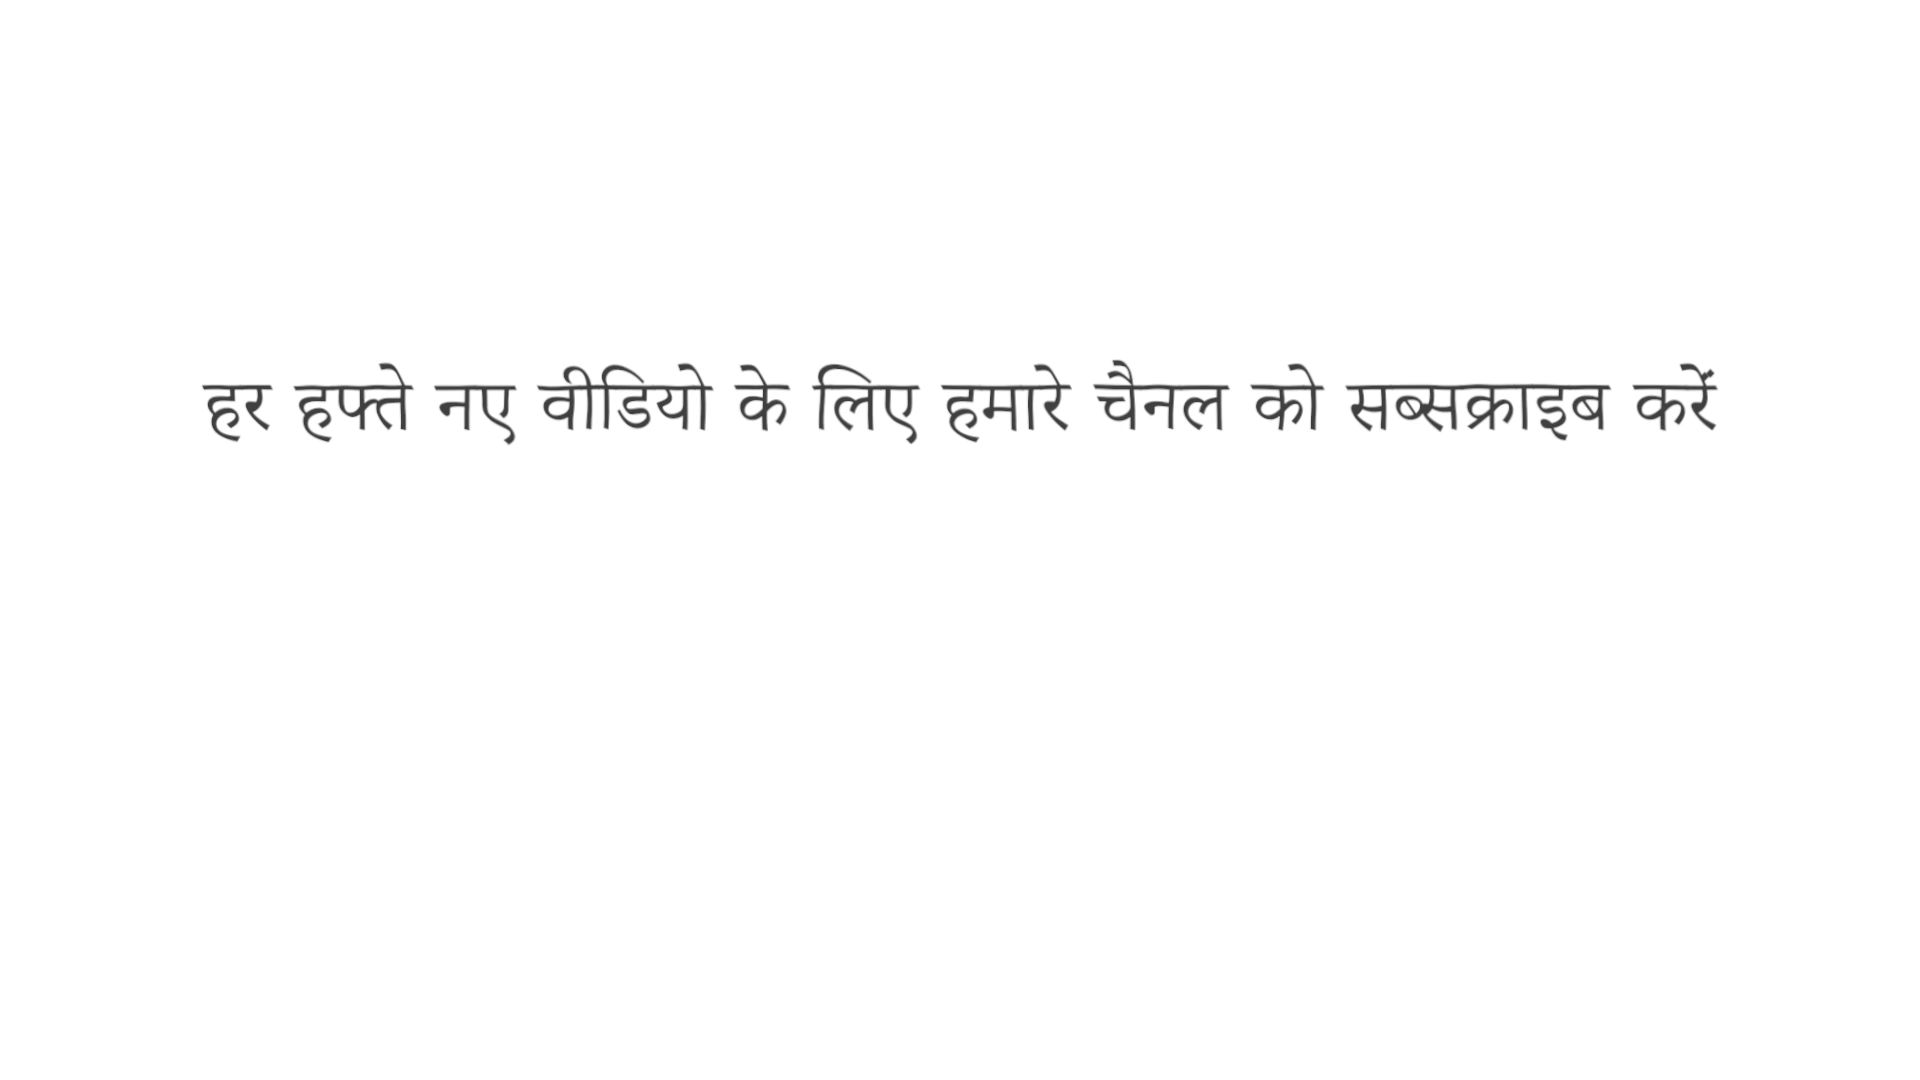 हर हफ्ते नए वीडियो के लिए हमारे चैनल को सब्सक्राइब करें